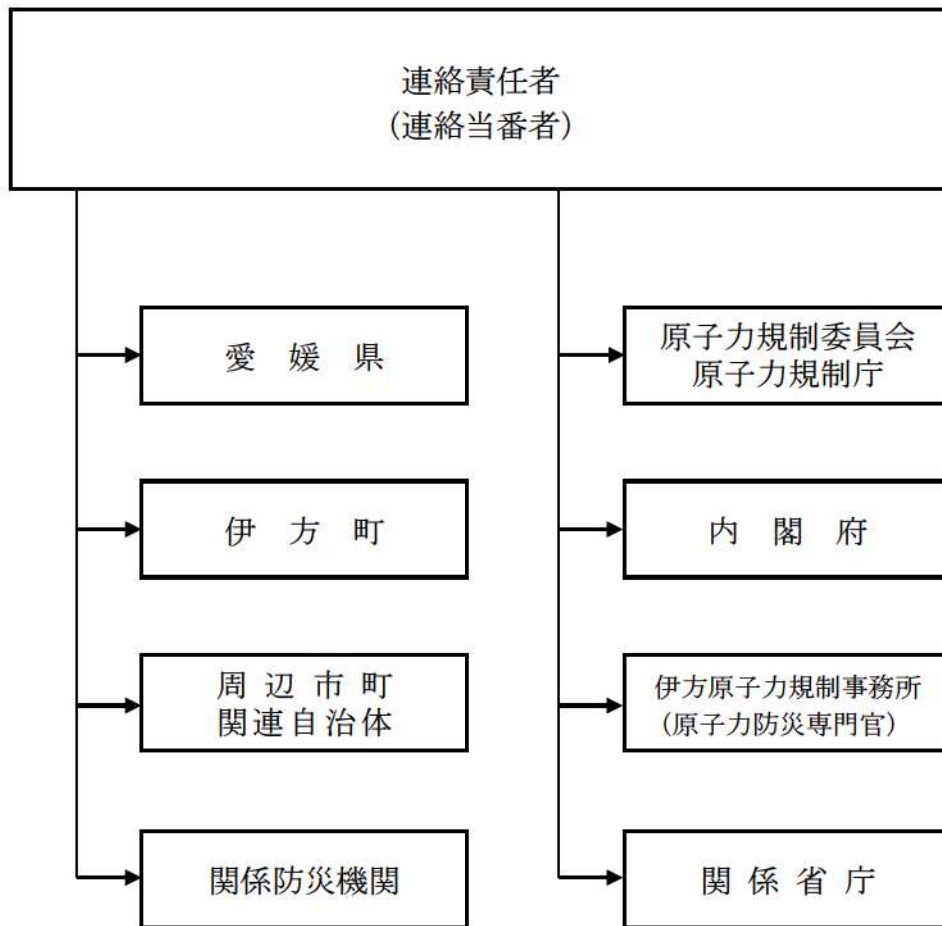 連絡責任者
（連絡当番者）
愛媛県
原子力規制委員会
原子力規制庁
伊方町
内閣府
周辺市町
関連自治体
伊方原子力規制事務所
（原子力防災専門官）
関係防災機関
関係省庁